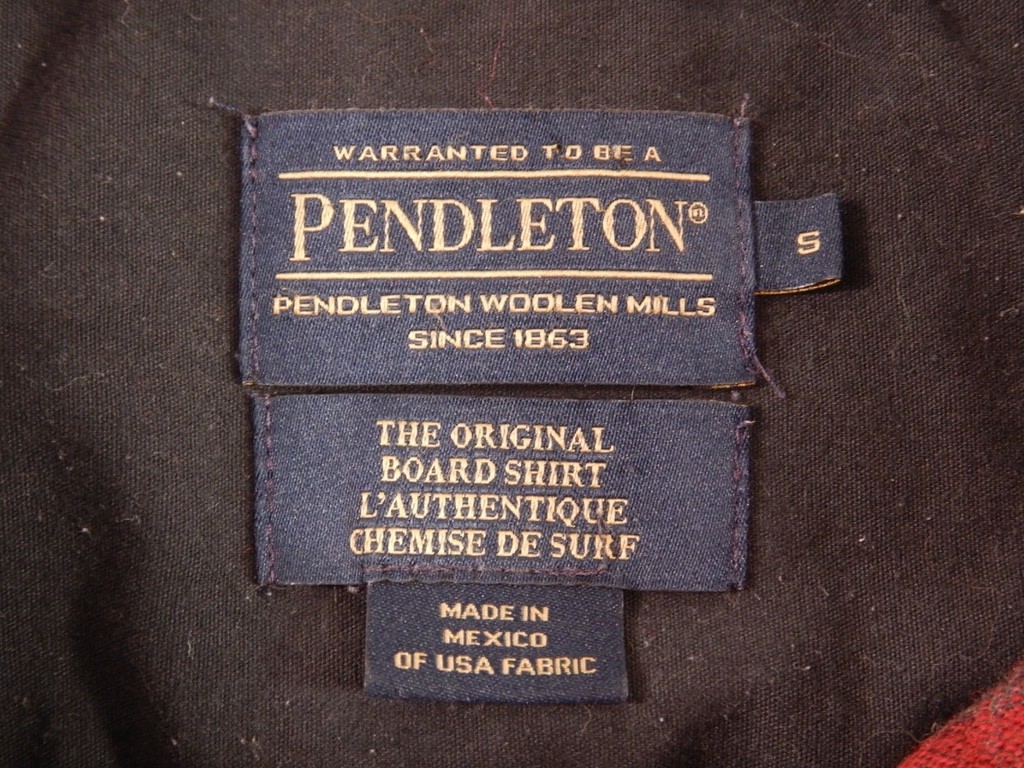 WARRANTED TO BE A
PENDLETON®
PENDLETON WOOLEN MILLS
SINCE 1863
S
THE ORIGINAL
BOARD SHIRT
L'AUTHENTIQUE
CHEMISE DE SURF
MADE IN
MEXICO
OF USA FABRIC